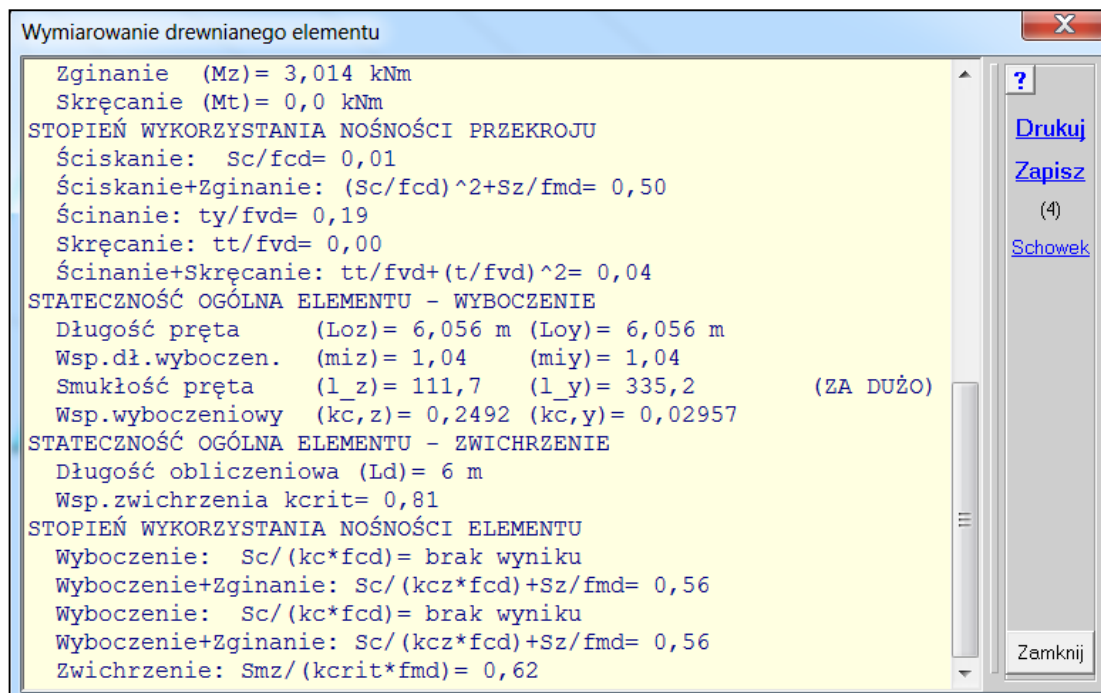 Wymiarowanie drewnianego elementu
X
Zginanie (Mz)= 3,014 kNm
Skręcanie (Mt)= 0,0 kNm
STOPIEŃ WYKORZYSTANIA NOŚNOŚCI PRZEKROJU
Ściskanie: Sc/fcd= 0,01
Ściskanie+Zginanie: (Sc/fcd)^2+Sz/fmd= 0,50
Ścinanie: ty/fvd= 0,19
Skręcanie: tt/fvd= 0,00
Ścinanie+Skręcanie: tt/fvd+(t/fvd)^2= 0,04
STATECZNOŚĆ OGÓLNA ELEMENTU - WYBOCZENIE
Długość pręta (Loz)= 6,056 m (Loy)= 6,056 m
Wsp.dł.wyboczen. (miz)= 1,04 (miy)= 1,04
Smukłość pręta (l_z)= 111,7 (l_y)= 335,2 (ZA DUŻO)
Wsp.wyboczeniowy (kc,z)= 0,2492 (kc,y)= 0,02957
STATECZNOŚĆ OGÓLNA ELEMENTU - ZWICHRZENIE
Długość obliczeniowa (Ld)= 6 m
Wsp.zwichrzenia kcrit= 0,81
STOPIEŃ WYKORZYSTANIA NOŚNOŚCI ELEMENTU
Wyboczenie: Sc/(kc*fcd)= brak wyniku
Wyboczenie+Zginanie: Sc/(kcz*fcd)+Sz/fmd= 0,56
Wyboczenie: Sc/(kc*fcd)= brak wyniku
Wyboczenie+Zginanie: Sc/(kcz*fcd)+Sz/fmd= 0,56
Zwichrzenie: Smz/(kcrit*fmd)= 0,62
?
Drukuj
Zapisz
(4)
Schowek
Zamknij